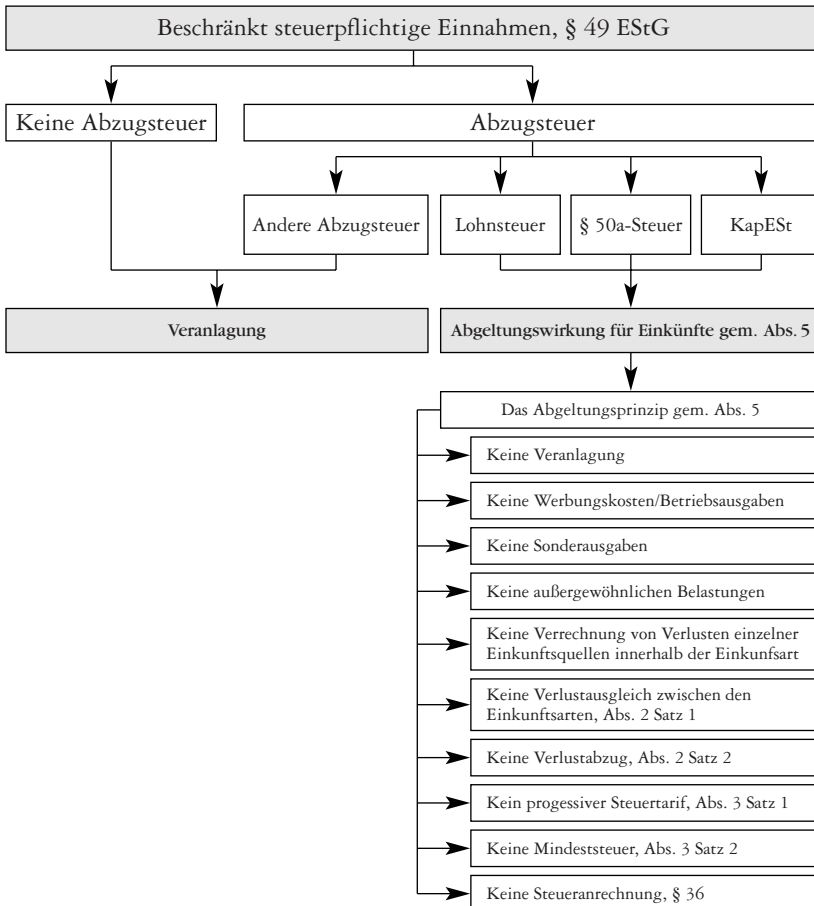 Beschränkt steuerpflichtige Einnahmen, § 49 EStG
Keine Abzugsteuer
Abzugsteuer
Andere Abzugsteuer
Lohnsteuer
§ 50a-Steuer
KapESt
Veranlagung
Abgeltungswirkung für Einkünfte gem. Abs. 5
Das Abgeltungsprinzip gem. Abs. 5
Keine Veranlagung
Keine Werbungskosten/Betriebsausgaben
Keine Sonderausgaben
Keine außergewöhnlichen Belastungen
Keine Verrechnung von Verlusten einzelner
Einkunftsquellen innerhalb der Einkunfsart
Keine Verlustausgleich zwischen den
Einkunftsarten, Abs. 2 Satz 1
Keine Verlustabzug, Abs. 2 Satz 2
Kein progessiver Steuertarif, Abs. 3 Satz 1
Keine Mindeststeuer, Abs. 3 Satz 2
Keine Steueranrechnung, § 36